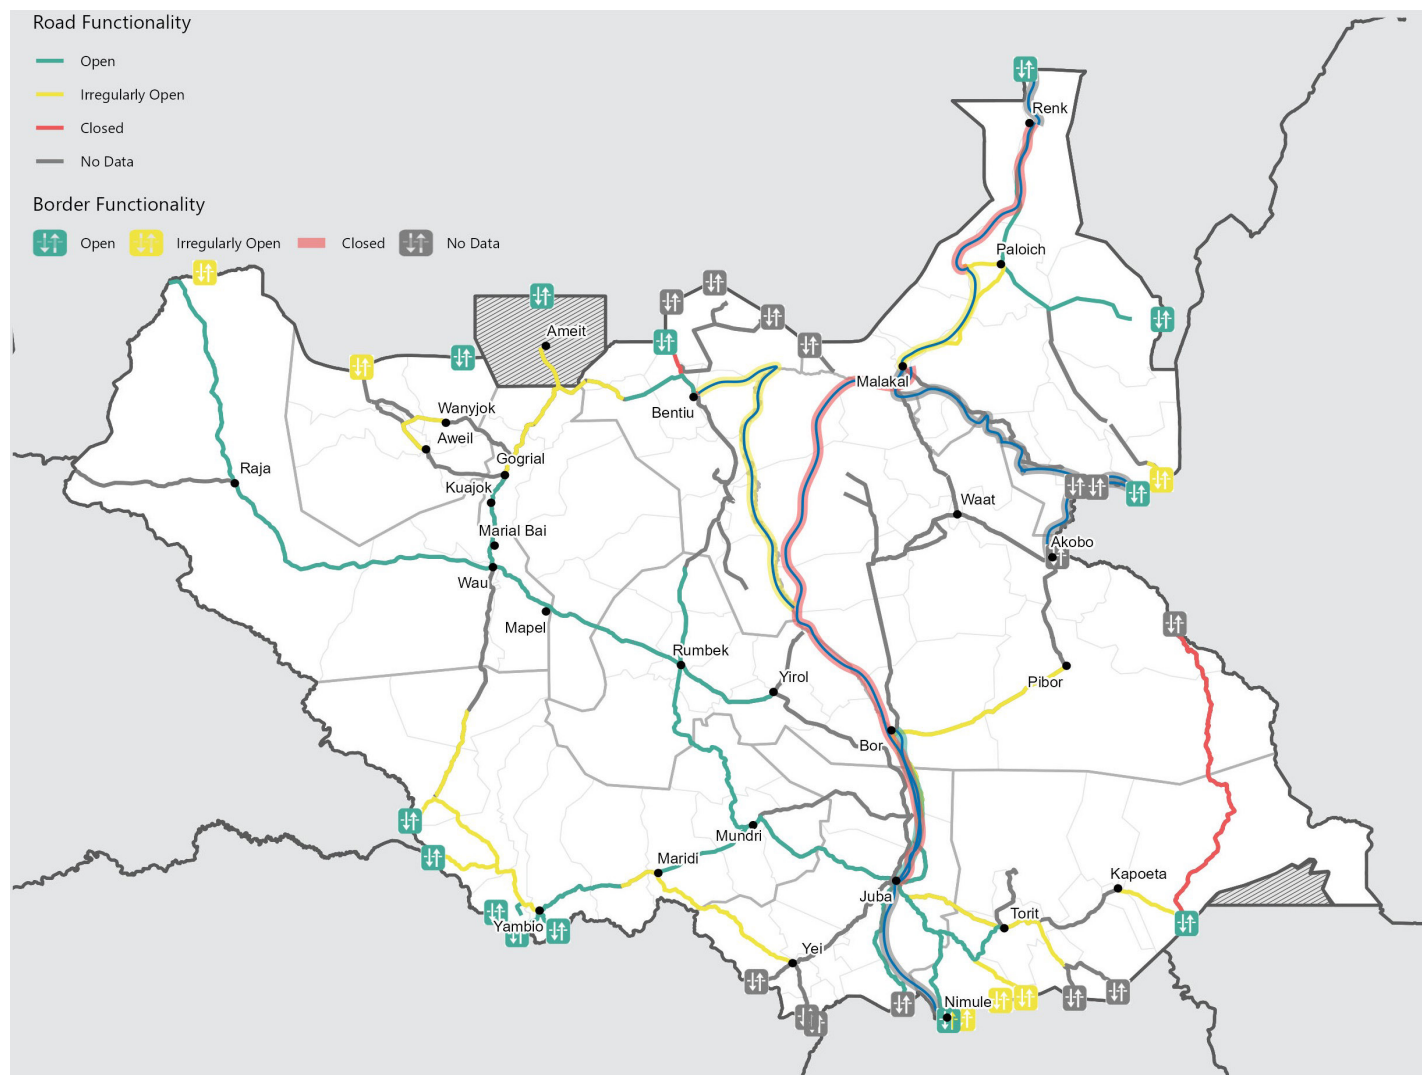 Road Functionality
Open
Irregularly Open
Closed
No Data
Border Functionality
Open
Irregularly Open
Closed
No Data
Renk
Paloich
Ameit
Malakal
Bentiu
Wanyjok
Aweil
Gogrial
Raja
Kuajok
Waat
Marial Bai
Akobo
Wau
Mapel
Rumbek
Yirol
Pibor
Bor
Mundri
Maridi
Kapoeta
Juba
Torit
Yambio
Yei
Nimule